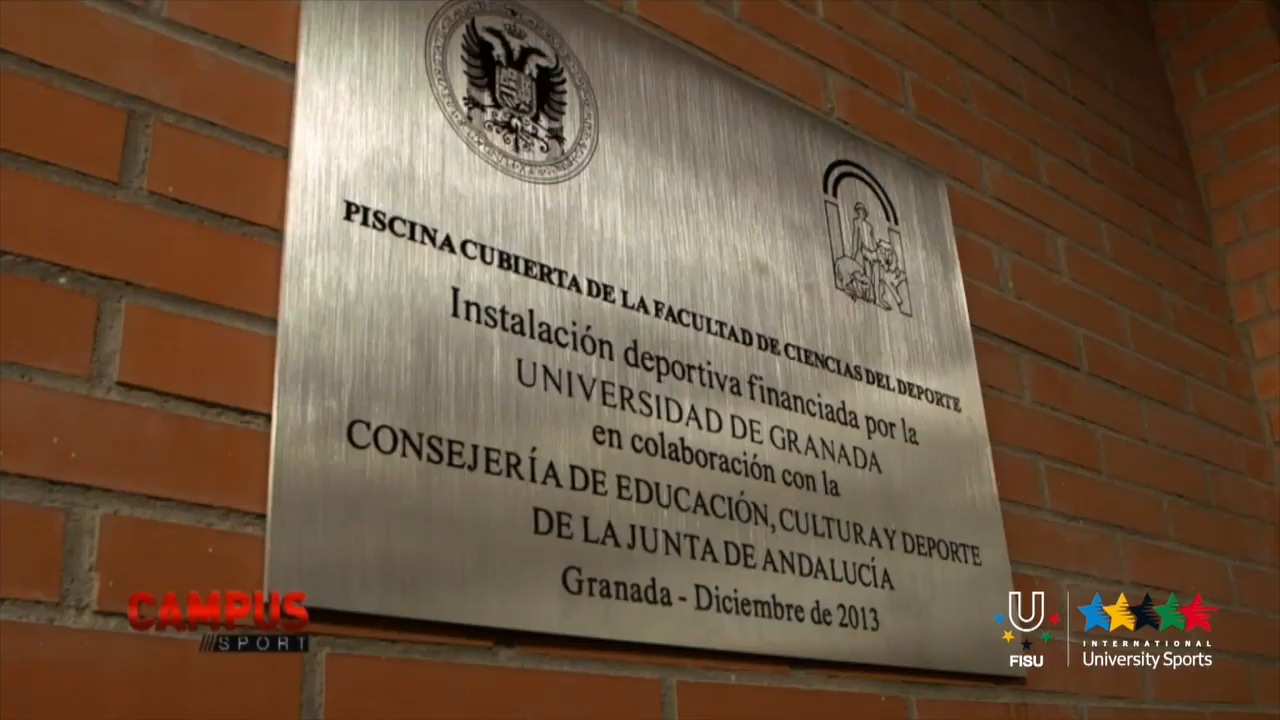 PISCINA CUBIERTA DE LA FACULTAD DE CIENCIAS DEL DEPORTE
Instalación deportiva financiada por la
UNIVERSIDAD DE GRANADA
en colaboración con la
CONSEJERÍA DE EDUCACIÓN, CULTURA Y DEPORTE
DE LA JUNTA DE ANDALUCÍA
Granada - Diciembre de 2013
CAMPUS
SPORT
FISU
INTERNATIONAL
University Sports